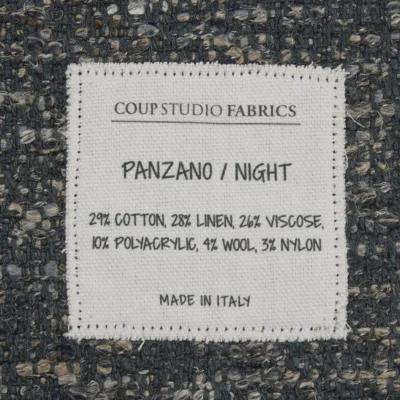 COUP STUDIO FABRICS
PANZANO / NIGHT
29% COTTON, 28% LINEN, 26% VISCOSE,
10% POLYACRYLIC, 4% WOOL, 3% NYLON
MADE IN ITALY